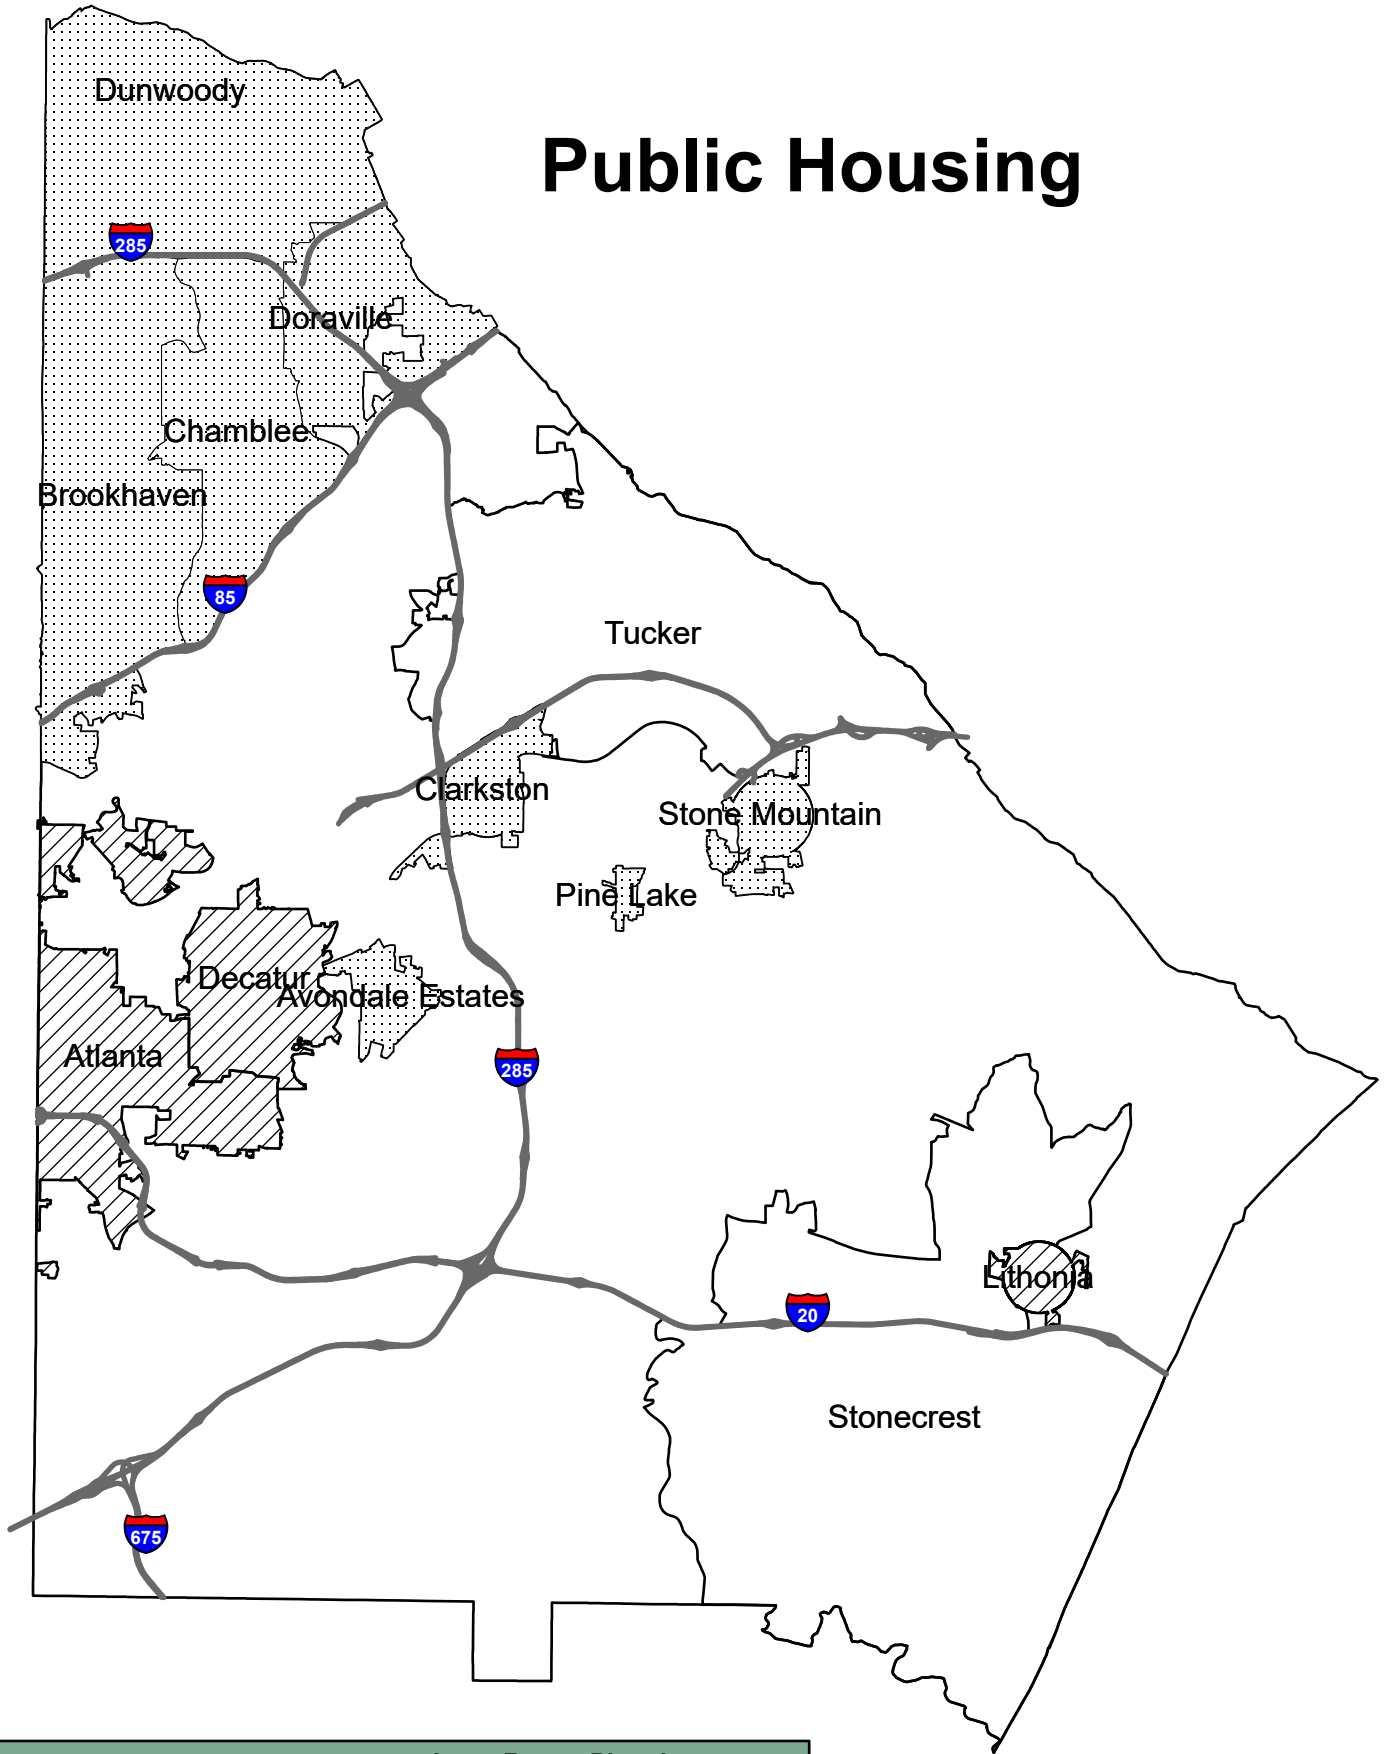 Dunwoody
Public Housing
285
Doraville
Chamblee
Brookhaven
85
Tucker
Clarkston
Stone Mountain
Pine Lake
Decatur
Avondale Estates
Atlanta
285
Lithonia
20
Stonecrest
675